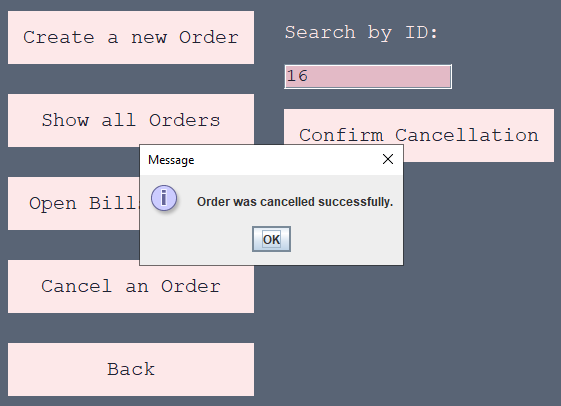 Create a new Order
Search by ID:
16
Show all Orders
Confirm Cancellation
Message
Open Bills
Order was cancelled successfully.
OK
Cancel an Order
Back